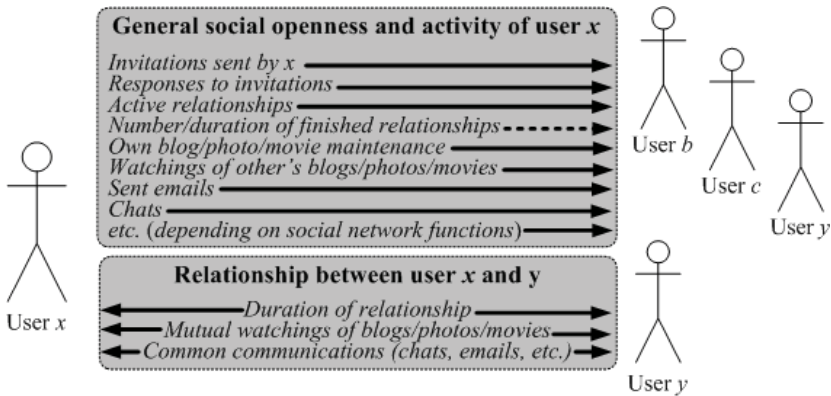 General social openness and activity of user x
Invitations sent by x
Responses to invitations
Active relationships
Number/duration of finished relationships
Own blog/photo/movie maintenance
Watchings of other's blogs/photos/movies
Sent emails
Chats
etc. (depending on social network functions)
User b
User c
User y
User x
Relationship between user x and y
Duration of relationship
Mutual watchings of blogs/photos/movies
Common communications (chats, emails, etc.)
User y